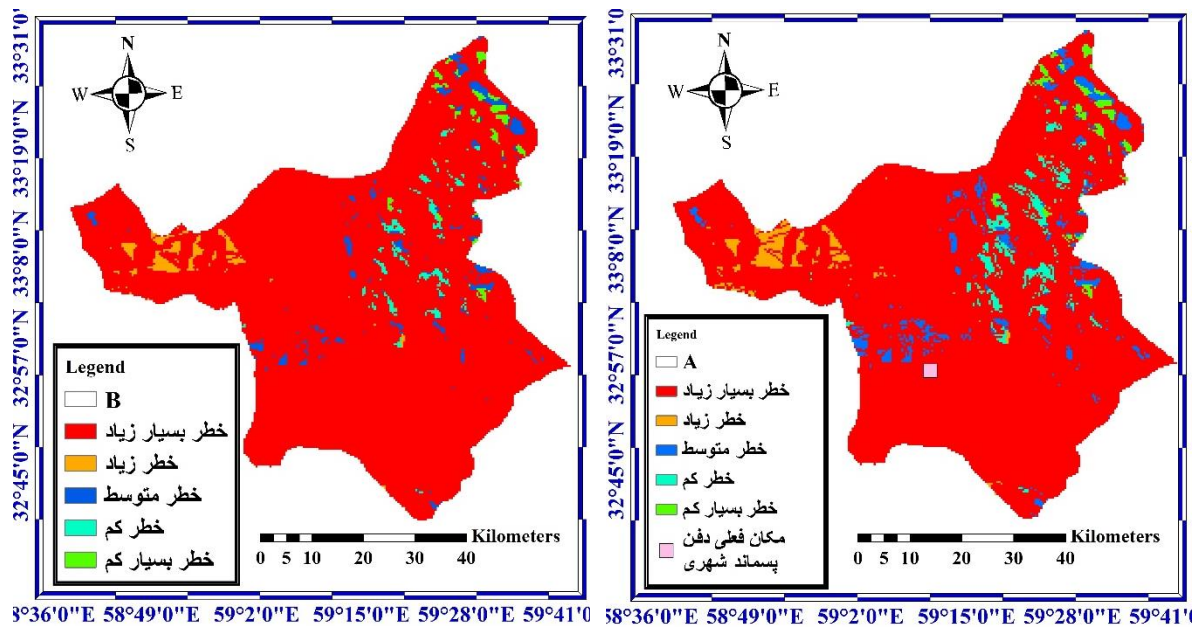 33°31'0"N
33°19'0"N
33°8'0"N
32°57'0"N
32°45'0"N
N
W E
S
Legend
B
خطر بسیار زیاد
خطر زیاد
خطر متوسط
خطر کم
خطر بسیار کم
Kilometers
0 5 10 20 30 40
8°36'0"E 58°49'0"E 59°2'0"E 59°15'0"E 59°28'0"E 59°41'0
33°31'0
33°19'0"N
33°8'0"N
32°57'0"N
32°45'0"N
N
W E
S
Legend
A
خطر بسیار زیاد
خطر زیاد
خطر متوسط
خطر کم
خطر بسیار کم
مکان فعلی دفن
پسماند شهری
Kilometers
0 5 10 20 30 40
8°36'0"E 58°49'0"E 59°2'0"E 59°15'0"E 59°28'0"E 59°41'0